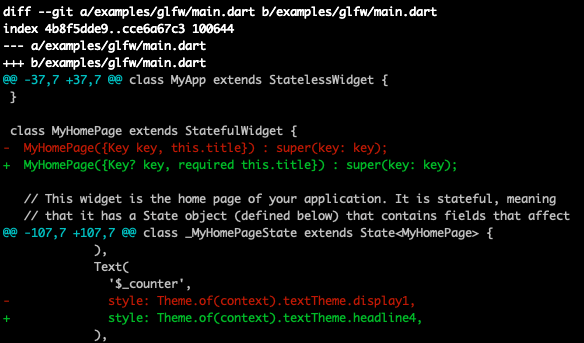 diff --git a/examples/glfw/main.dart b/examples/glfw/main.dart
index 4b8f5dde9..cce6a67c3 100644
--- a/examples/glfw/main.dart
+++ b/examples/glfw/main.dart
@@ -37,7 +37,7 @@ class MyApp extends StatelessWidget {
 }

 class MyHomePage extends StatefulWidget {
-  MyHomePage({Key key, this.title}) : super(key: key);
+  MyHomePage({Key? key, required this.title}) : super(key: key);

   // This widget is the home page of your application. It is stateful, meaning
   // that it has a State object (defined below) that contains fields that affect
@@ -107,7 +107,7 @@ class _MyHomePageState extends State<MyHomePage> {
             ),
             Text(
               '$_counter',
-              style: Theme.of(context).textTheme.display1,
+              style: Theme.of(context).textTheme.headline4,
             ),